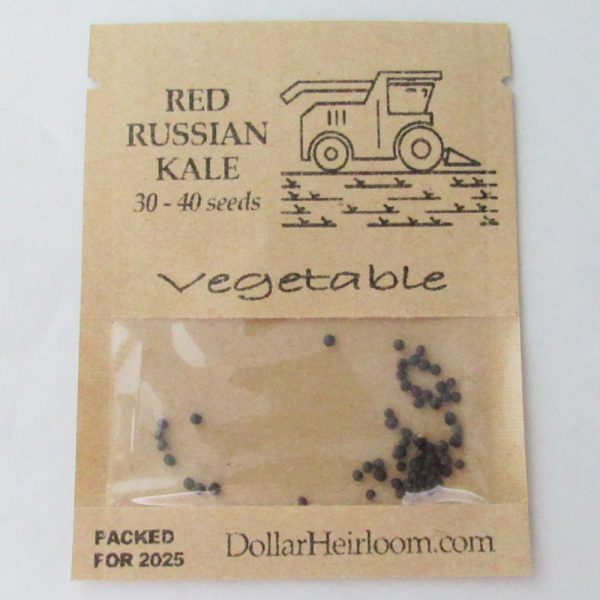 RED
RUSSIAN
KALE
30 - 40 seeds
Vegetable
PACKED
FOR 2025
DollarHeirloom.com